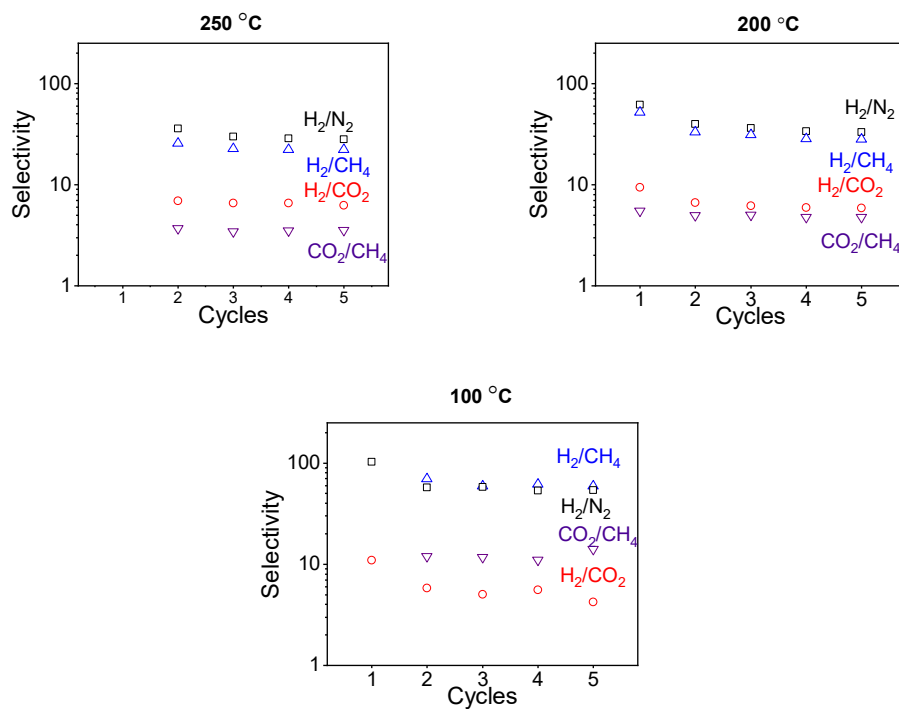 250 °C
Selectivity
100
10
1
H₂/N₂
H₂/CH₄
H₂/CO₂
CO₂/CH₄
1 2 3 4 5
Cycles
200 °C
Selectivity
100
10
1
H₂/N₂
H₂/CH₄
H₂/CO₂
CO₂/CH₄
1 2 3 4 5
Cycles
100 °C
Selectivity
100
10
1
H₂/CH₄
H₂/N₂
CO₂/CH₄
H₂/CO₂
1 2 3 4 5
Cycles